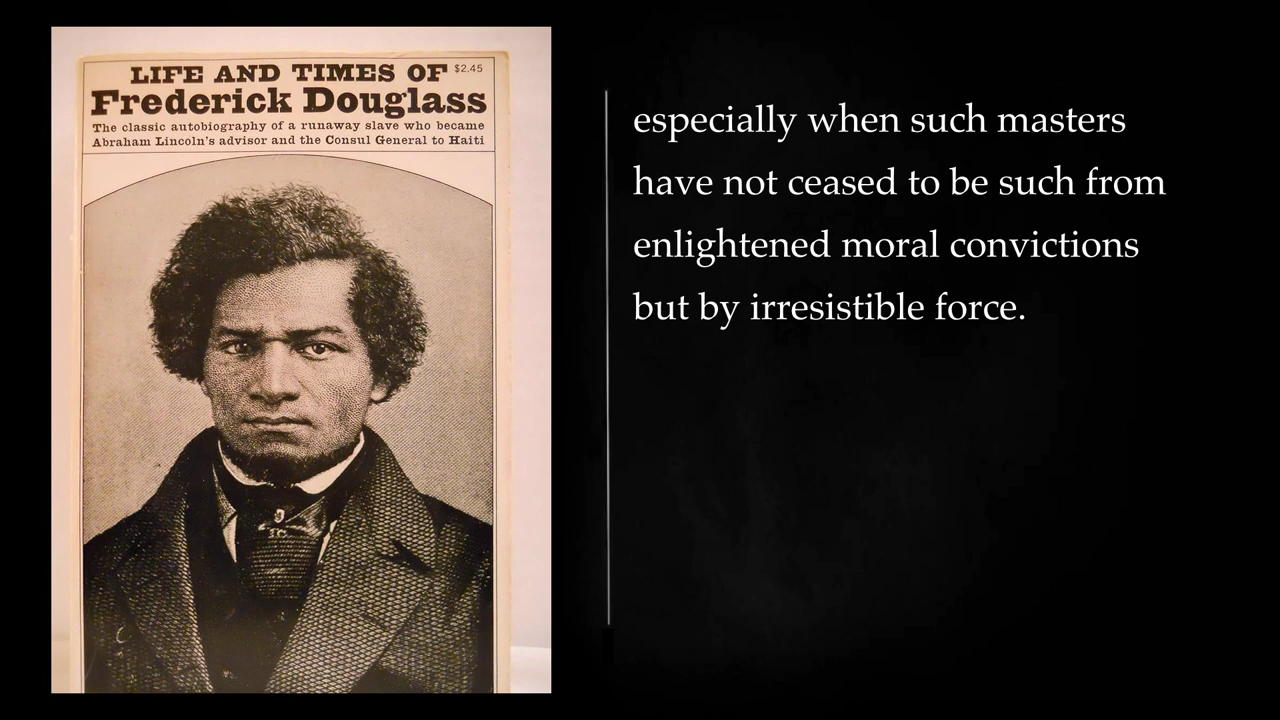 LIFE AND TIMES OF $2.45
Frederick Douglass
The classic autobiography of a runaway slave who became
Abraham Lincoln's advisor and the Consul General to Haiti
especially when such masters
have not ceased to be such from
enlightened moral convictions
but by irresistible force.